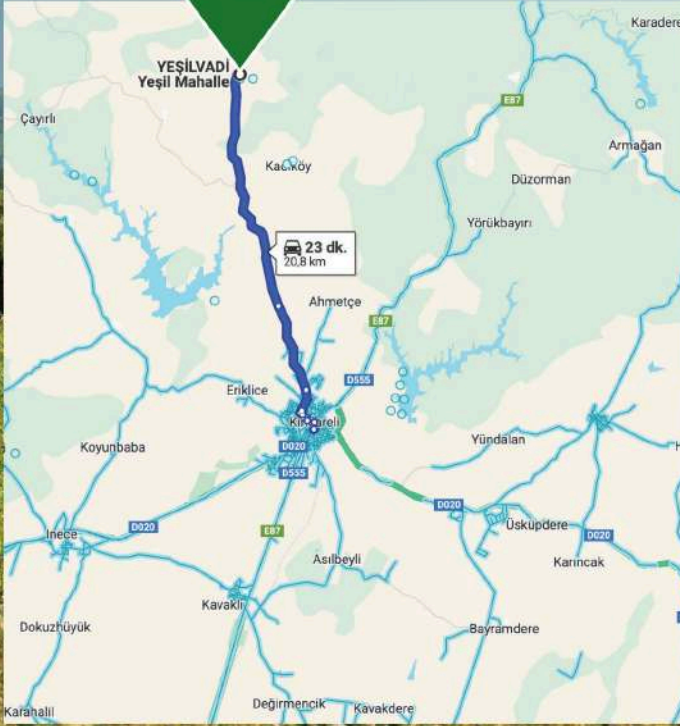 Karadere
YEŞİLVADİ
Yeşil Mahalle
E87
Çayırlı
Armağan
Kadıköy
Düzorman
Yörükbayırı
23 dk.
20,8 km
Ahmetçe
E87
D555
Eriklice
Kırklareli
D020
Koyunbaba
Yündalan
D555
D020
D020
E87
İnece
Üsküpdere
D020
Asılbeyli
Karıncak
Kavaklı
Dokuzhüyük
Bayramdere
Değirmencik
Kavakdere
Karahalil